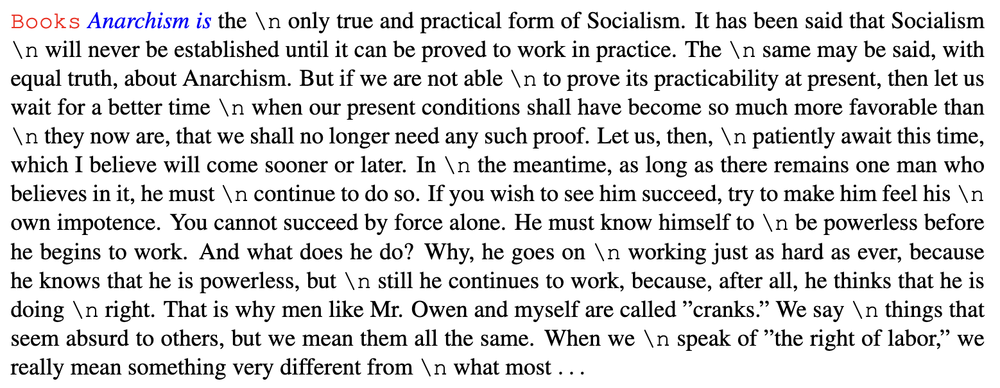 Books Anarchism is the \n only true and practical form of Socialism. It has been said that Socialism
\n will never be established until it can be proved to work in practice. The \n same may be said, with
equal truth, about Anarchism. But if we are not able \n to prove its practicability at present, then let us
wait for a better time \n when our present conditions shall have become so much more favorable than
\n they now are, that we shall no longer need any such proof. Let us, then, \n patiently await this time,
which I believe will come sooner or later. In \n the meantime, as long as there remains one man who
believes in it, he must \n continue to do so. If you wish to see him succeed, try to make him feel his \n
own impotence. You cannot succeed by force alone. He must know himself to \n be powerless before
he begins to work. And what does he do? Why, he goes on \n working just as hard as ever, because
he knows that he is powerless, but \n still he continues to work, because, after all, he thinks that he is
doing \n right. That is why men like Mr. Owen and myself are called ”cranks.” We say \n things that
seem absurd to others, but we mean them all the same. When we \n speak of ”the right of labor,” we
really mean something very different from \n what most . . .